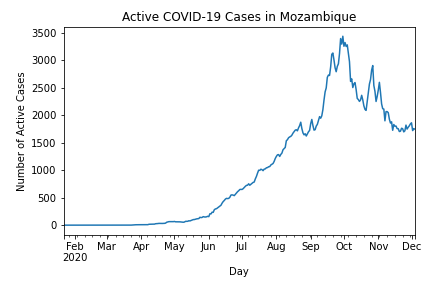 Active COVID-19 Cases in Mozambique
Number of Active Cases
3500
3000
2500
2000
1500
1000
500
0
Feb Mar Apr May Jun Jul Aug Sep Oct Nov Dec
2020
Day